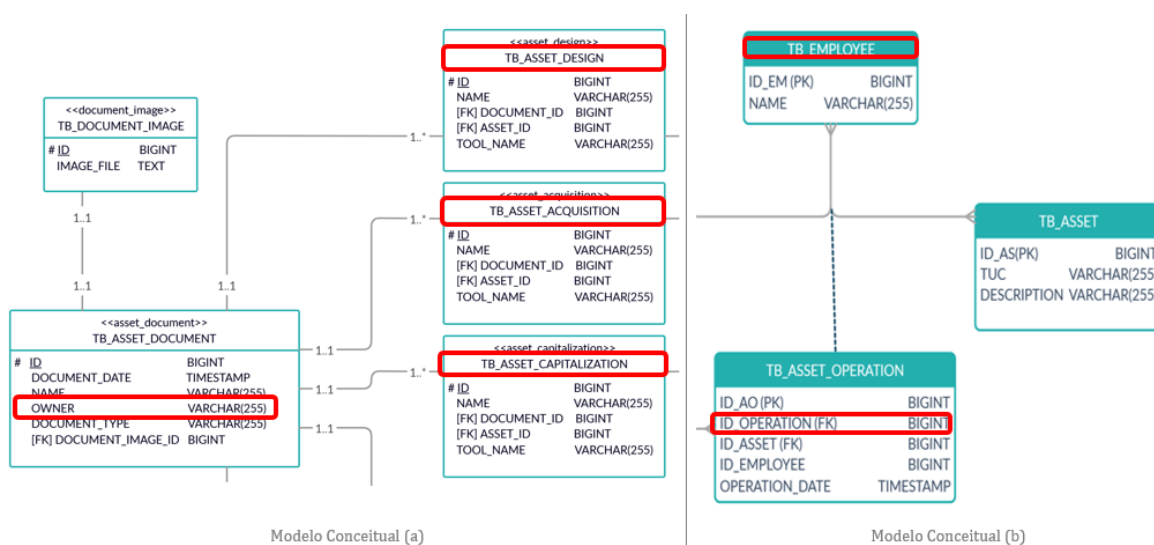 <<document_image>>
TB_DOCUMENT_IMAGE
# ID BIGINT
IMAGE_FILE TEXT
1..1
1..1
1..1
<<asset_document>>
TB_ASSET_DOCUMENT
# ID BIGINT
DOCUMENT_DATE TIMESTAMP
NAME VARCHAR(255)
OWNER VARCHAR(255)
DOCUMENT_TYPE VARCHAR(255)
[FK] DOCUMENT_IMAGE_ID BIGINT
1..1
1..1
1..1
1..*
1..*
1..*
<<asset_design>>
TB_ASSET_DESIGN
# ID BIGINT
NAME VARCHAR(255)
[FK] DOCUMENT_ID BIGINT
[FK] ASSET_ID BIGINT
TOOL_NAME VARCHAR(255)
<<asset_acquisition>>
TB_ASSET_ACQUISITION
# ID BIGINT
NAME VARCHAR(255)
[FK] DOCUMENT_ID BIGINT
[FK] ASSET_ID BIGINT
TOOL_NAME VARCHAR(255)
<<asset_capitalization>>
TB_ASSET_CAPITALIZATION
# ID BIGINT
NAME VARCHAR(255)
[FK] DOCUMENT_ID BIGINT
[FK] ASSET_ID BIGINT
TOOL_NAME VARCHAR(255)
Modelo Conceitual (a)
TB_EMPLOYEE
ID_EM (PK) BIGINT
NAME VARCHAR(255)
TB_ASSET
ID_AS(PK) BIGINT
TUC VARCHAR(255
DESCRIPTION VARCHAR(255
TB_ASSET_OPERATION
ID_AO (PK) BIGINT
ID_OPERATION (FK) BIGINT
ID_ASSET (FK) BIGINT
ID_EMPLOYEE BIGINT
OPERATION_DATE TIMESTAMP
Modelo Conceitual (b)